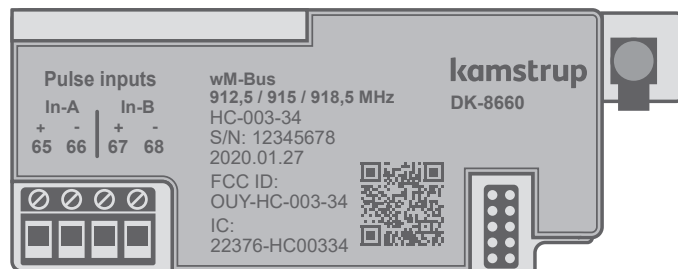 Pulse inputs
In-A In-B
+ - + -
65 66 67 68
wM-Bus
912,5 / 915 / 918,5 MHz
HC-003-34
S/N: 12345678
2020.01.27
FCC ID:
OUY-HC-003-34
IC:
22376-HC00334
kamstrup
DK-8660